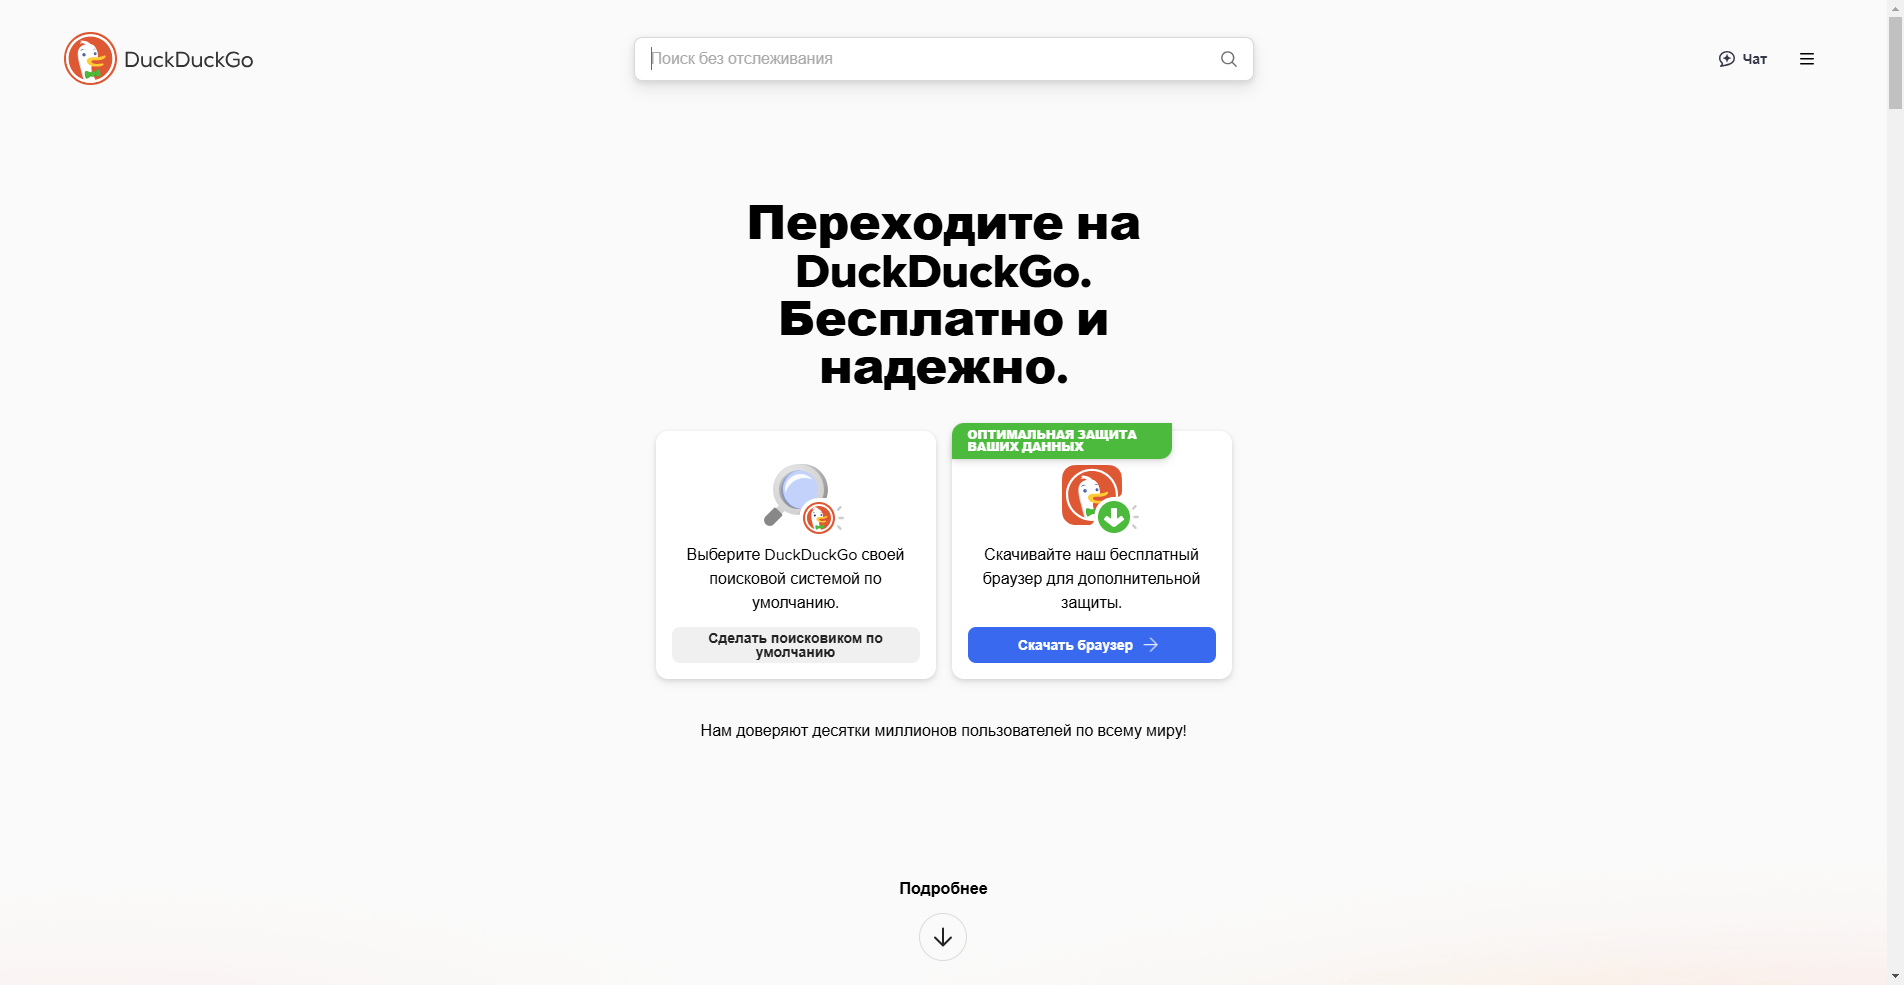 DuckDuckGo
Поиск без отслеживания
Чат
Переходите на
DuckDuckGo.
Бесплатно и
надежно.
Выберите DuckDuckGo своей
поисковой системой по
умолчанию.
Сделать поисковиком по
умолчанию
ОПТИМАЛЬНАЯ ЗАЩИТА
ВАШИХ ДАННЫХ
Скачивайте наш бесплатный
браузер для дополнительной
защиты.
Скачать браузер
Нам доверяют десятки миллионов пользователей по всему миру!
Подробнее